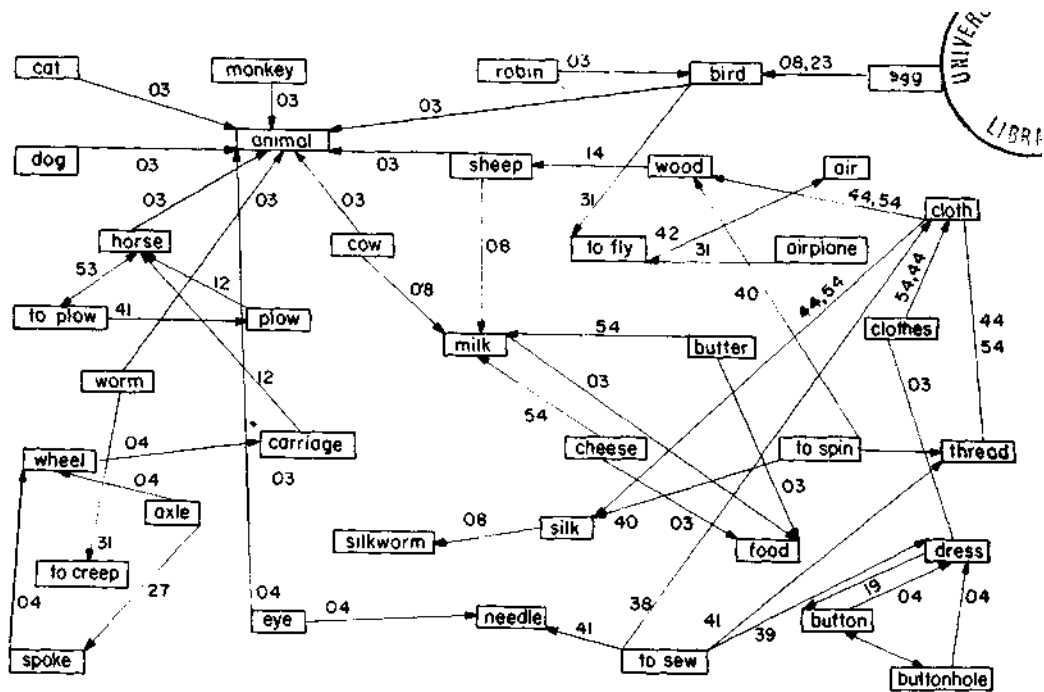 UNIVER
LIBR
cat
monkey
robin
03
bird
08,23
egg
03
03
03
animal
dog
03
03
sheep
14
wood
air
03
03
03
31
44,54
cloth
horse
cow
08
to fly
42
31
airplane
53
12
08
44,54
54,44
40
to plow
41
plow
milk
54
butter
clothes
44
54
worm
12
03
03
54
wheel
04
carriage
cheese
to spin
thread
04
03
03
axle
silkworm
08
silk
40
03
food
dress
31
to creep
27
04
04
38
19
04
04
eye
04
needle
41
41
39
button
spoke
to sew
buttonhole